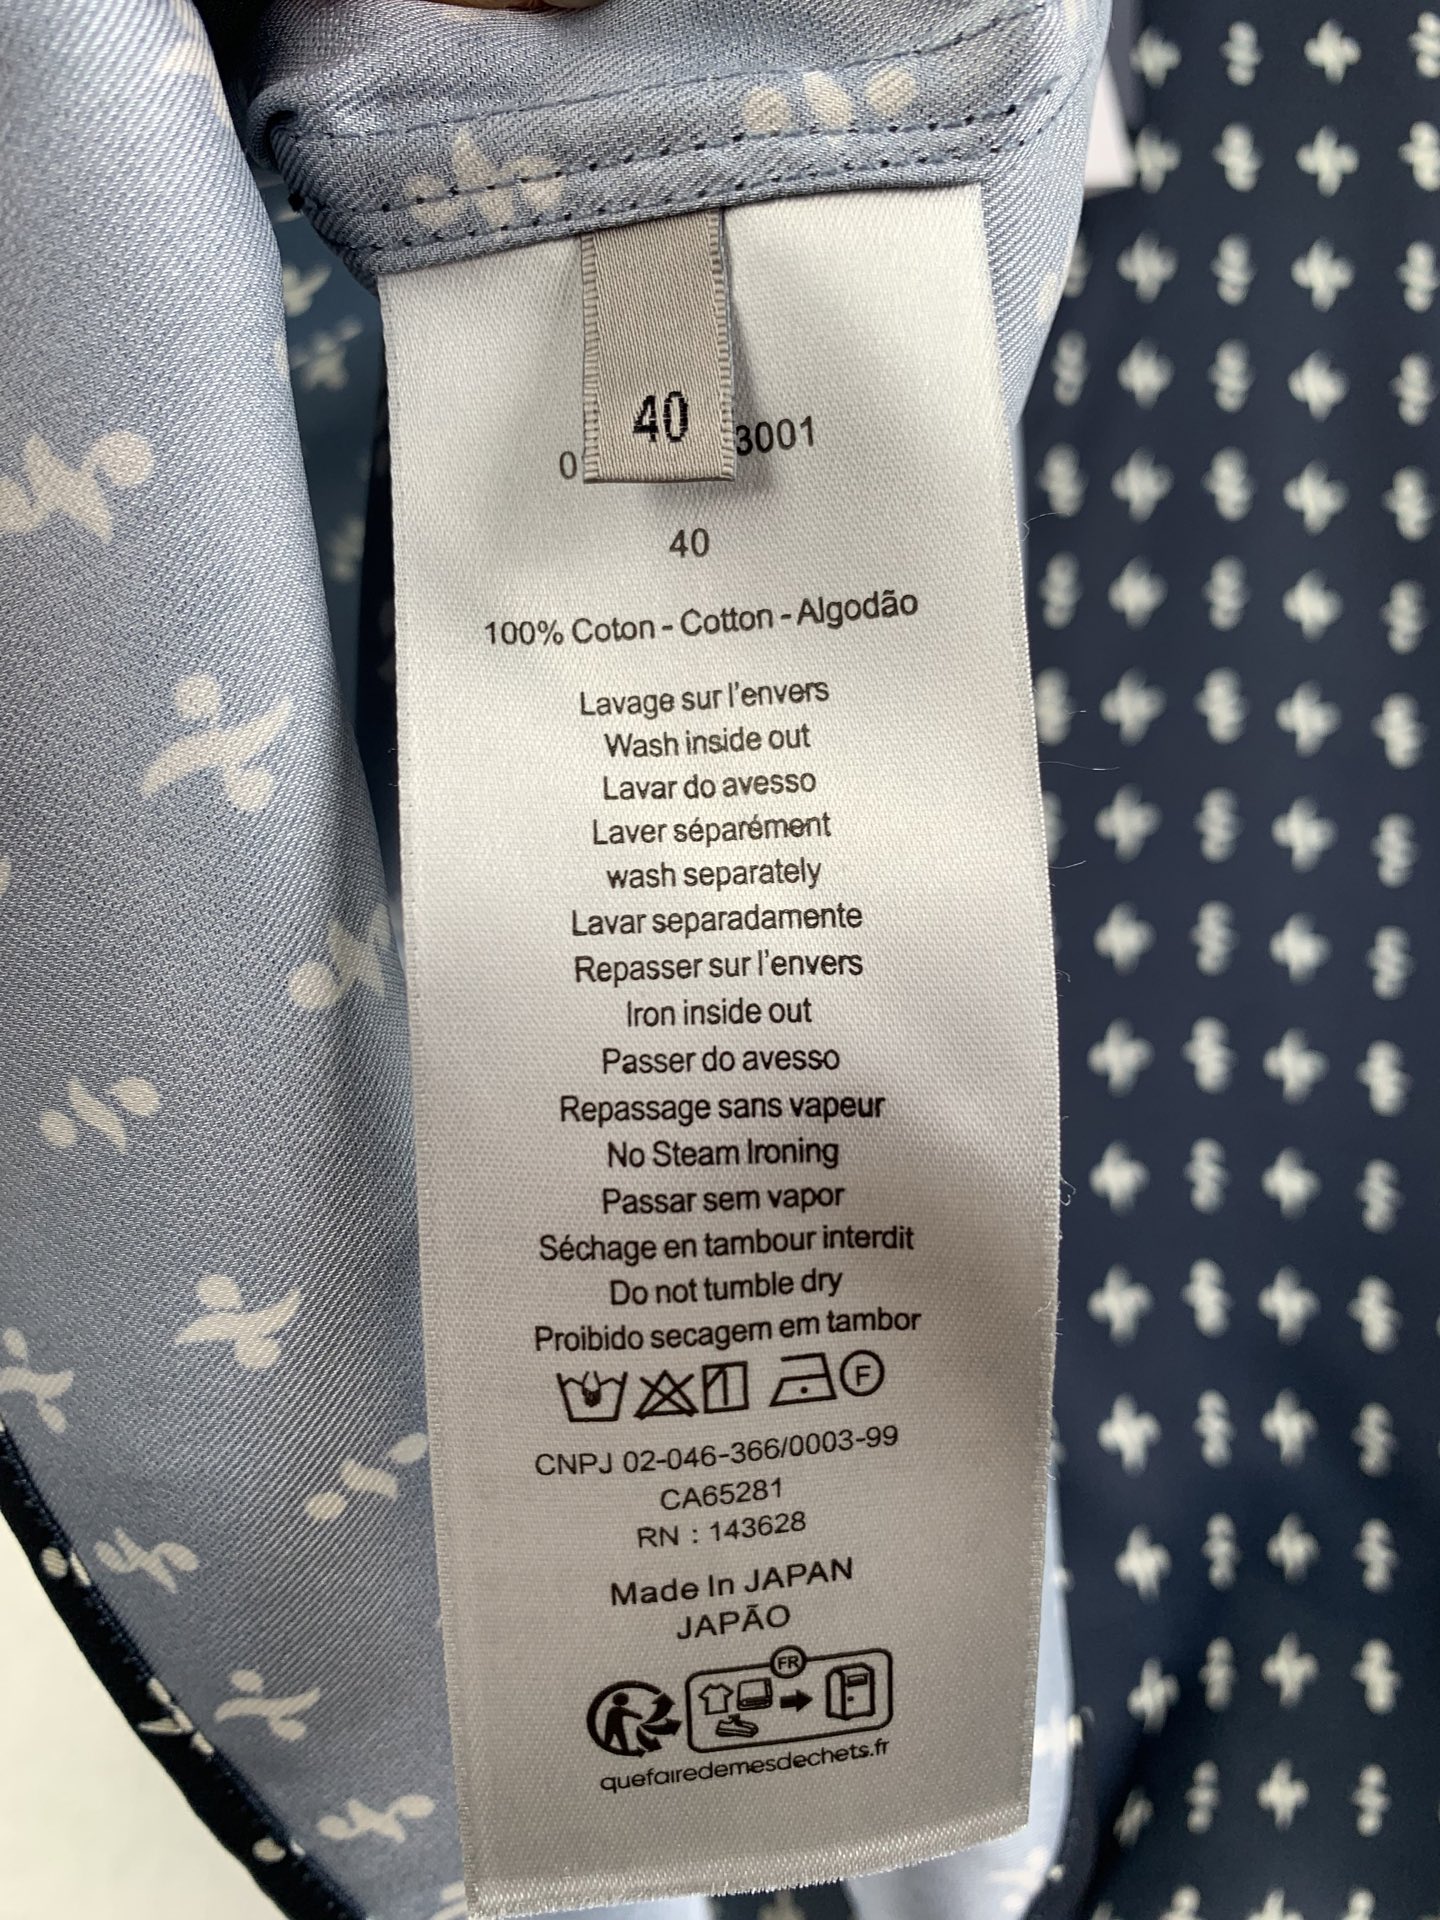 40
0 3001
40
100% Coton - Cotton - Algodão
Lavage sur l'envers
Wash inside out
Lavar do avesso
Laver séparément
wash separately
Lavar separadamente
Repasser sur l'envers
Iron inside out
Passer do avesso
Repassage sans vapeur
No Steam Ironing
Passar sem vapor
Séchage en tambour interdit
Do not tumble dry
Proibido secagem em tambor
F
CNPJ 02-046-366/0003-99
CA65281
RN : 143628
Made In JAPAN
JAPÃO
FR
quefairedemesdechets.fr